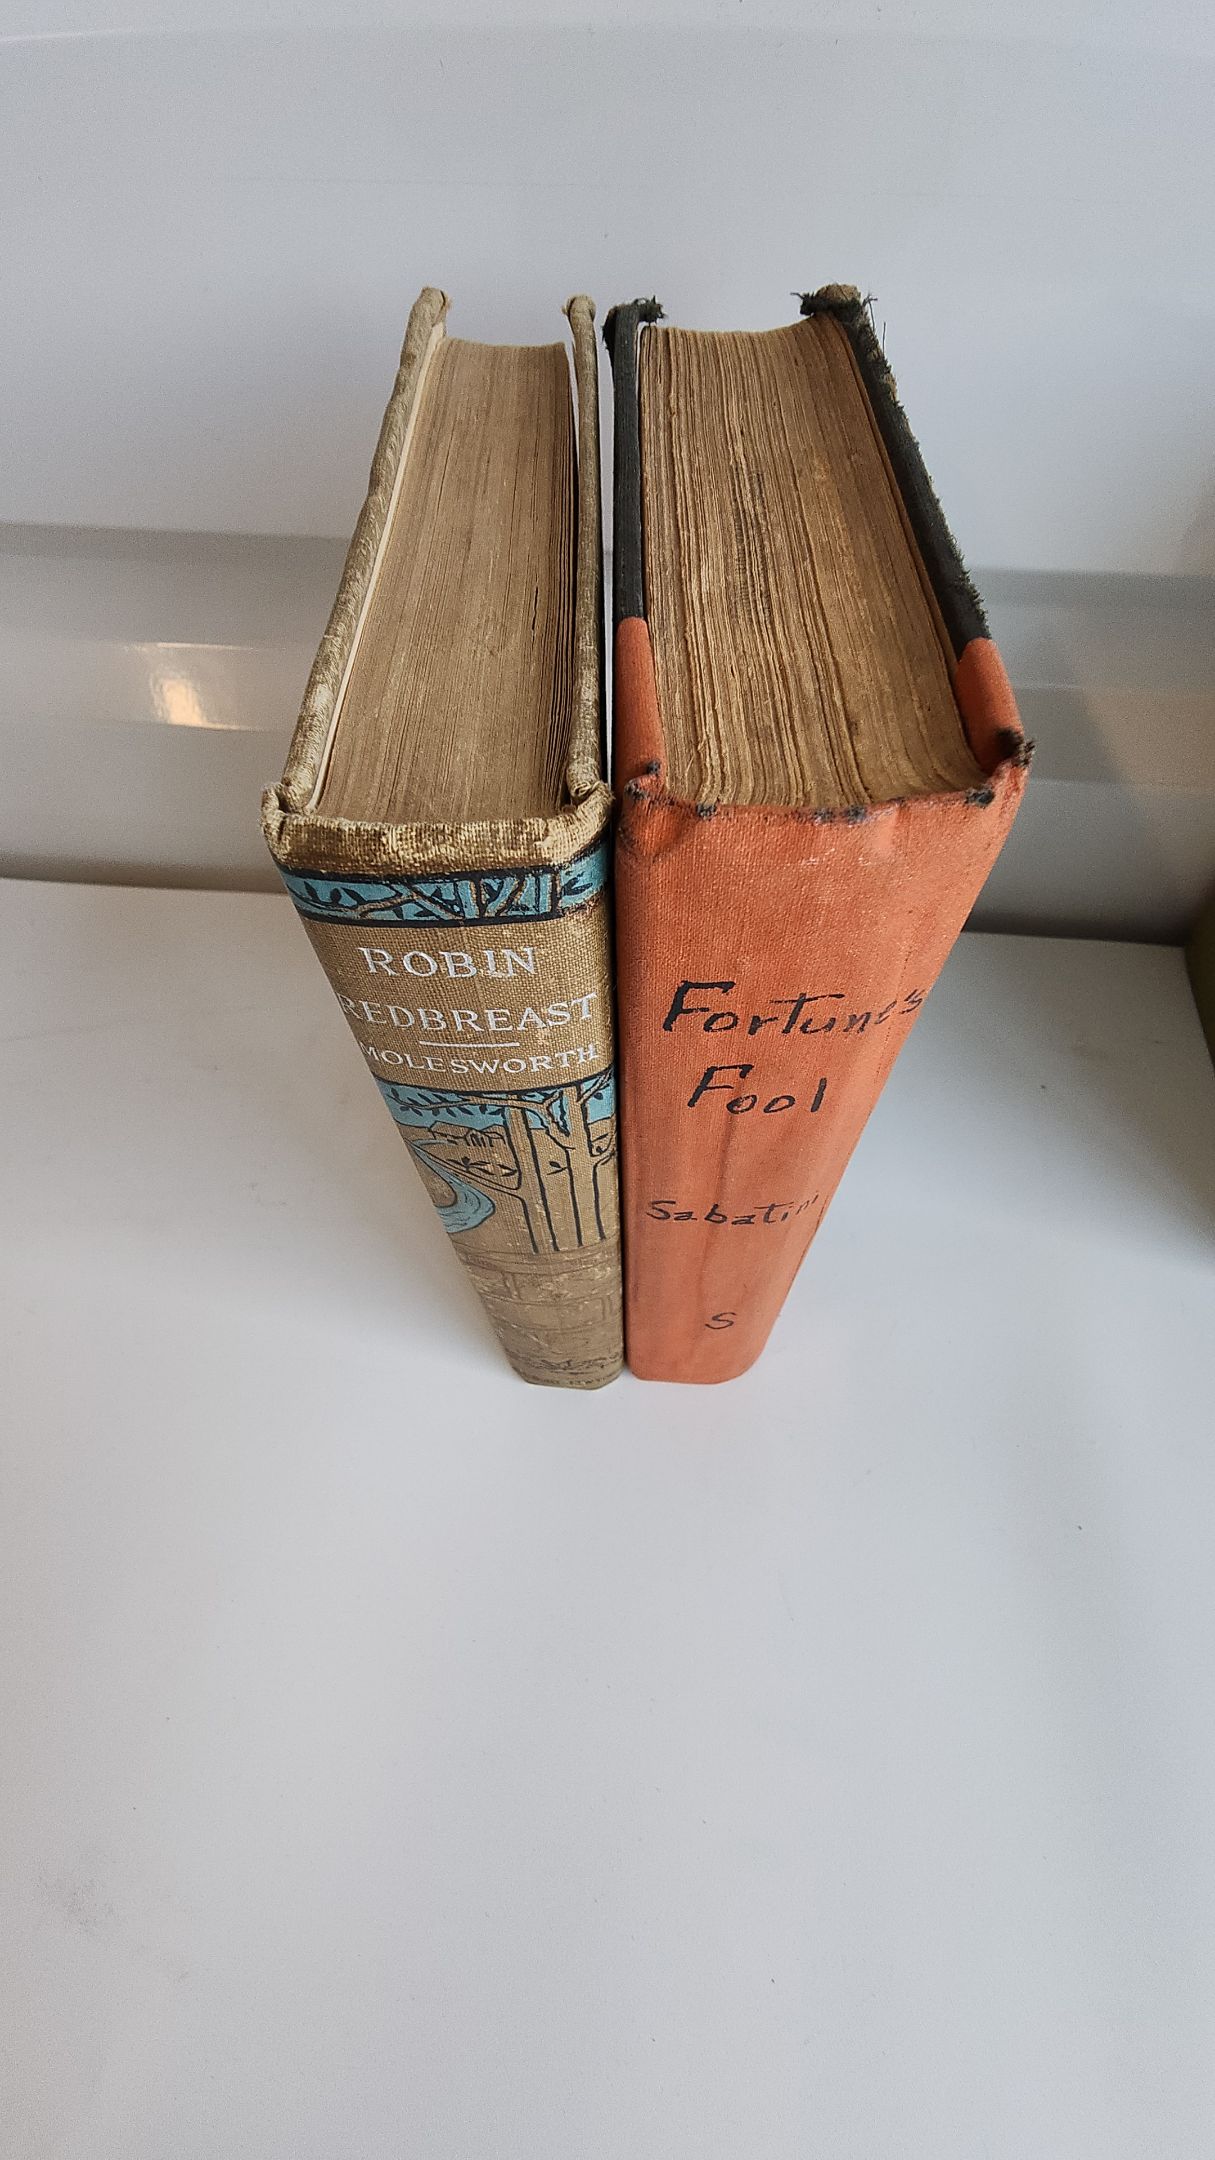 ROBIN
REDBREAST
MOLESWORTH
Fortune's
Fool
Sabatini
S